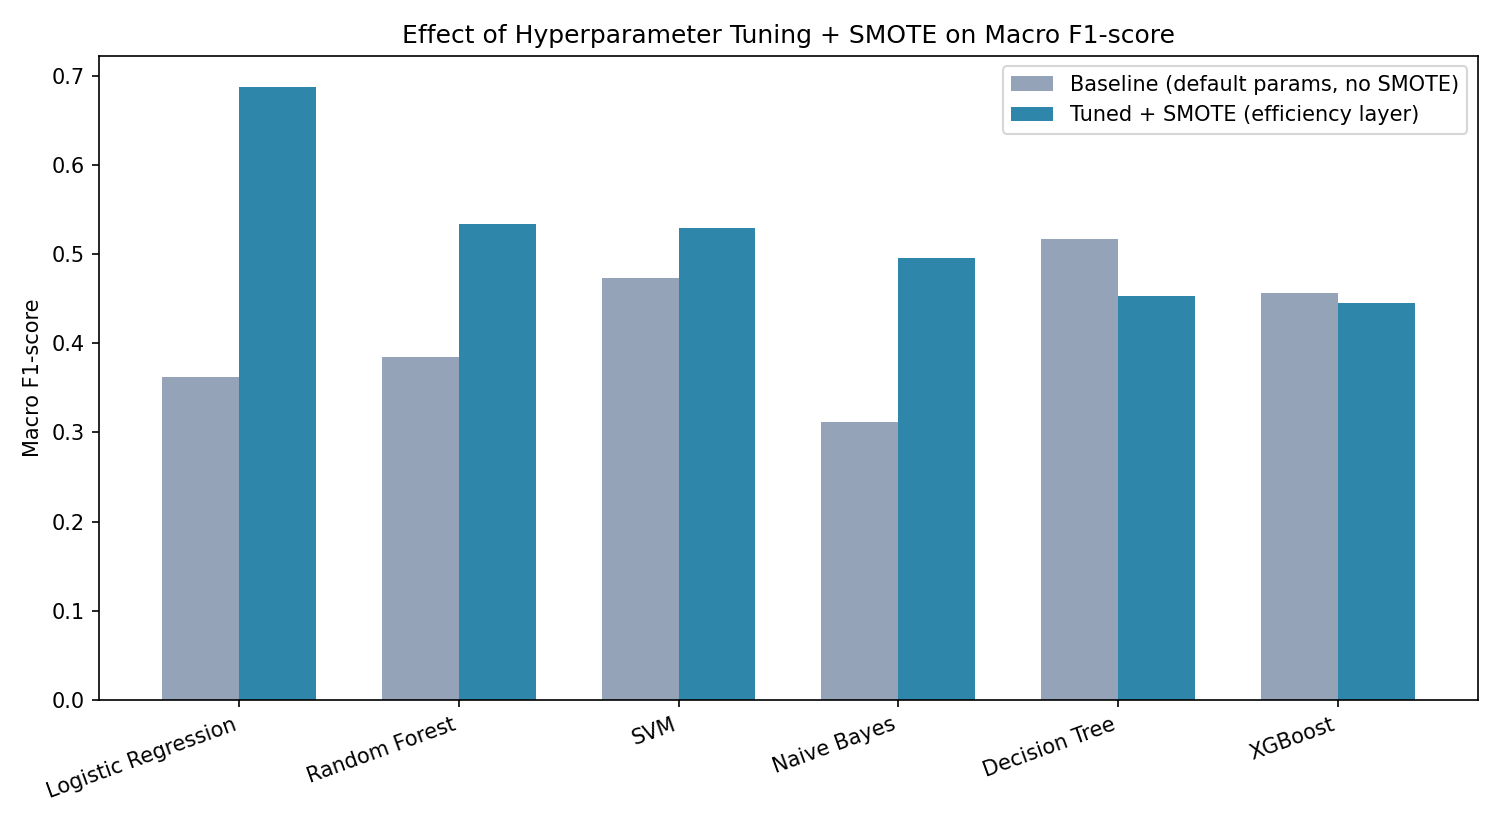 Effect of Hyperparameter Tuning + SMOTE on Macro F1-score
Baseline (default params, no SMOTE)
Tuned + SMOTE (efficiency layer)
Macro F1-score
0.7
0.6
0.5
0.4
0.3
0.2
0.1
0.0
Logistic Regression
Random Forest
SVM
Naive Bayes
Decision Tree
XGBoost